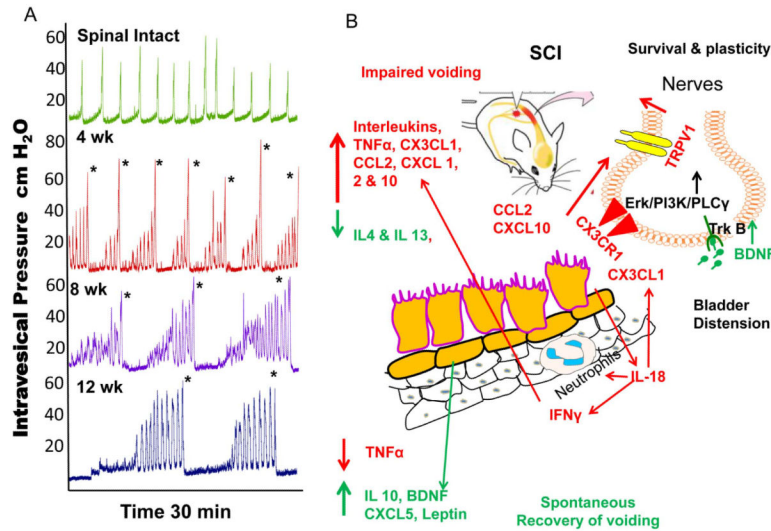 A
Spinal Intact
60
40
20
4 wk
80
60
40
20
8 wk
60
40
20
12 wk
60
40
20
Intravesical Pressure cm H₂O
* * * * * * *
* * *
* *
Time 30 min
B
SCI
Survival & plasticity
Impaired voiding
Nerves
Interleukins,
TNFα, CX3CL1,
CCL2, CXCL 1,
2 & 10
TRPV1
CCL2
CXCL10
Erk/PI3K/PLCγ
IL4 & IL 13,
CX3CR1
Trk B
BDNF
CX3CL1
Bladder
Distension
Neutrophils
IL-18
IFNγ
TNFα
IL 10, BDNF
CXCL5, Leptin
Spontaneous
Recovery of voiding